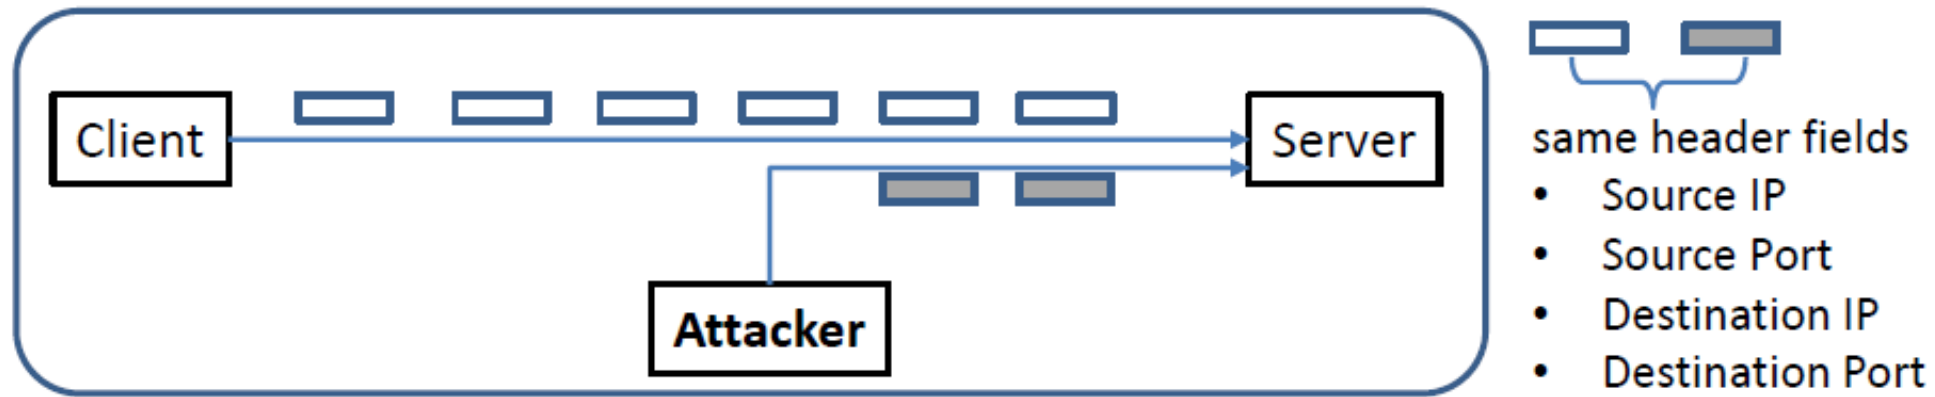 Client
Server
Attacker
same header fields
• Source IP
• Source Port
• Destination IP
• Destination Port